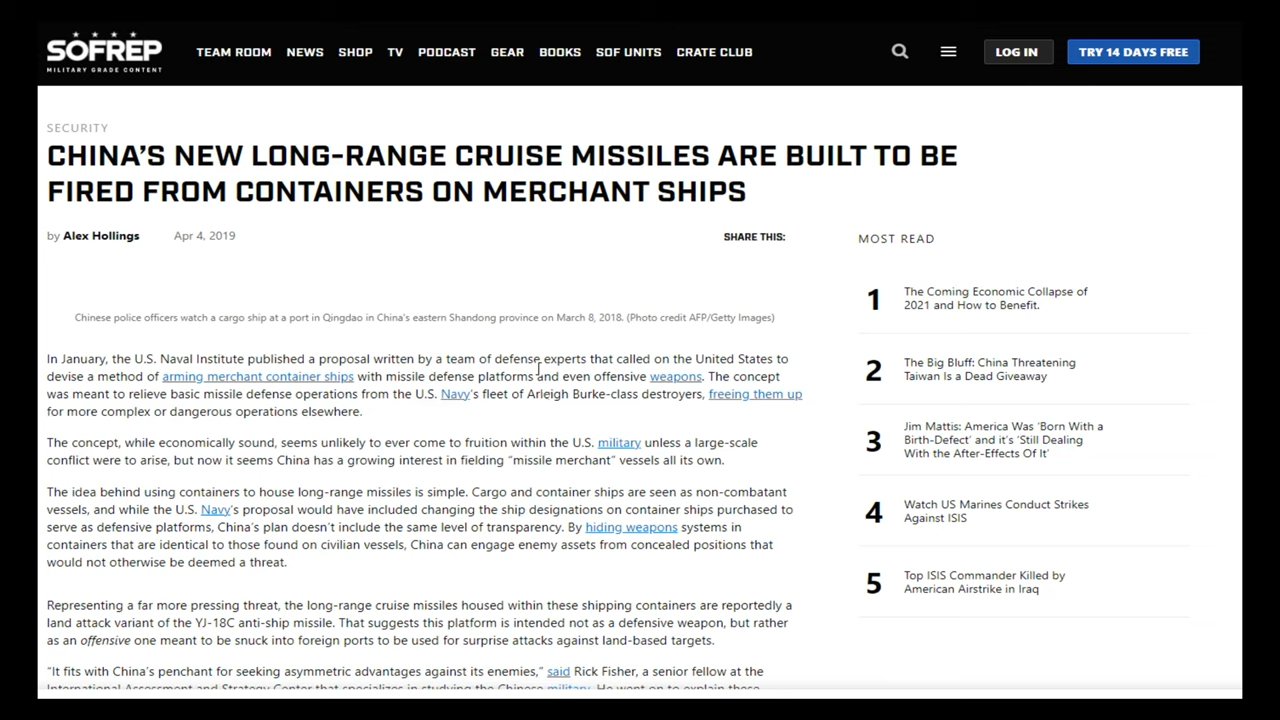 SOFREP
MILITARY GRADE CONTENT
TEAM ROOM NEWS SHOP TV PODCAST GEAR BOOKS SOF UNITS CRATE CLUB
LOG IN
TRY 14 DAYS FREE
SECURITY
CHINA'S NEW LONG-RANGE CRUISE MISSILES ARE BUILT TO BE
FIRED FROM CONTAINERS ON MERCHANT SHIPS
by Alex Hollings Apr 4, 2019
SHARE THIS:
Chinese police officers watch a cargo ship at a port in Qingdao in China's eastern Shandong province on March 8, 2018. (Photo credit AFP/Getty Images)
In January, the U.S. Naval Institute published a proposal written by a team of defense experts that called on the United States to
devise a method of arming merchant container ships with missile defense platforms and even offensive weapons. The concept
was meant to relieve basic missile defense operations from the U.S. Navy's fleet of Arleigh Burke-class destroyers, freeing them up
for more complex or dangerous operations elsewhere.
The concept, while economically sound, seems unlikely to ever come to fruition within the U.S. military unless a large-scale
conflict were to arise, but now it seems China has a growing interest in fielding "missile merchant" vessels all its own.
The idea behind using containers to house long-range missiles is simple. Cargo and container ships are seen as non-combatant
vessels, and while the U.S. Navy's proposal would have included changing the ship designations on container ships purchased to
serve as defensive platforms, China's plan doesn't include the same level of transparency. By hiding weapons systems in
containers that are identical to those found on civilian vessels, China can engage enemy assets from concealed positions that
would not otherwise be deemed a threat.
Representing a far more pressing threat, the long-range cruise missiles housed within these shipping containers are reportedly a
land attack variant of the YJ-18C anti-ship missile. That suggests this platform is intended not as a defensive weapon, but rather
as an offensive one meant to be snuck into foreign ports to be used for surprise attacks against land-based targets.
"It fits with China's penchant for seeking asymmetric advantages against its enemies," said Rick Fisher, a senior fellow at the
International Assessment and Strategy Center that specializes in studying the Chinese military. He went on to explain these
MOST READ
1 The Coming Economic Collapse of
2021 and How to Benefit.
2 The Big Bluff: China Threatening
Taiwan Is a Dead Giveaway
3 Jim Mattis: America Was 'Born With a
Birth-Defect' and it's 'Still Dealing
With the After-Effects Of It'
4 Watch US Marines Conduct Strikes
Against ISIS
5 Top ISIS Commander Killed by
American Airstrike in Iraq